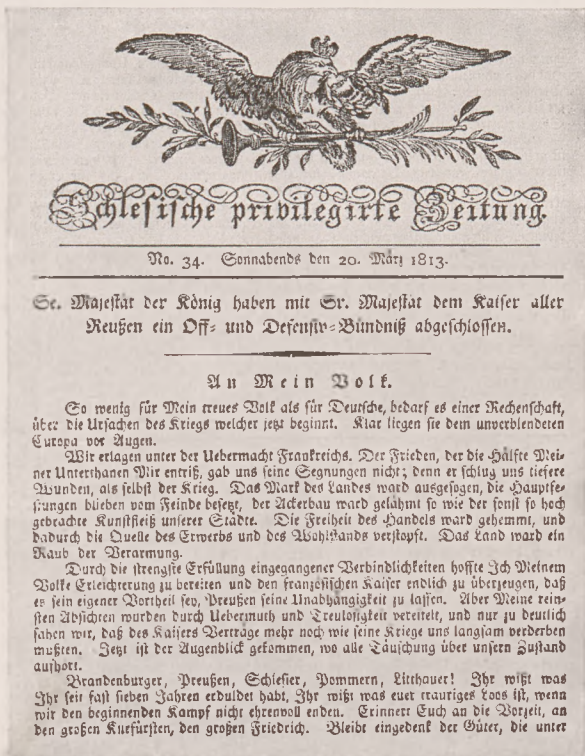 Schlesische privilegirte Zeitung.
No. 34. Sonnabends den 20. März 1813.
Se. Majestät der König haben mit Sr. Majestät dem Kaiser aller
Reußen ein Off- und Defensiv-Bündniß abgeschlossen.
An Mein Volk.
So wenig für Mein treues Volk als für Deutsche, bedarf es einer Rechenschaft,
über die Ursachen des Kriegs welcher jetzt beginnt. Klar liegen sie dem unverblendeten
Europa vor Augen.
Wir erlagen unter der Uebermacht Frankreichs. Der Frieden, der die Hälfte Mei-
ner Unterthanen Mir entriß, gab uns seine Segnungen nicht; denn er schlug uns tiefere
Wunden, als selbst der Krieg. Das Mark des Landes ward ausgesogen, die Hauptfe-
stungen blieben vom Feinde besetzt, der Ackerbau ward gelähmt so wie der sonst so hoch
gebrachte Kunstfleiß unserer Städte. Die Freiheit des Handels ward gehemmt, und
dadurch die Quelle des Erwerbs und des Wohlstands verstopft. Das Land ward ein
Raub der Verarmung.
Durch die strengste Erfüllung eingegangener Verbindlichkeiten hoffte Ich Meinem
Volke Erleichterung zu bereiten und den französischen Kaiser endlich zu überzeugen, daß
es sein eigener Vortheil sey, Preußen seine Unabhängigkeit zu lassen. Aber Meine rein-
sten Absichten wurden durch Uebermuth und Treulosigkeit vereitelt, und nur zu deutlich
sahen wir, daß des Kaisers Verträge mehr noch wie seine Kriege uns langsam verderben
mußten. Jetzt ist der Augenblick gekommen, wo alle Täuschung über unsern Zustand
aufhört.
Brandenburger, Preußen, Schlesier, Pommern, Litthauer! Ihr wißt was
Ihr seit fast sieben Jahren erduldet habt, Ihr wißt was euer trauriges Loos ist, wenn
wir den beginnenden Kampf nicht ehrenvoll enden. Erinnert Euch an die Vorzeit, an
den großen Kurfürsten, den großen Friedrich. Bleibt eingedenk der Güter, die unter